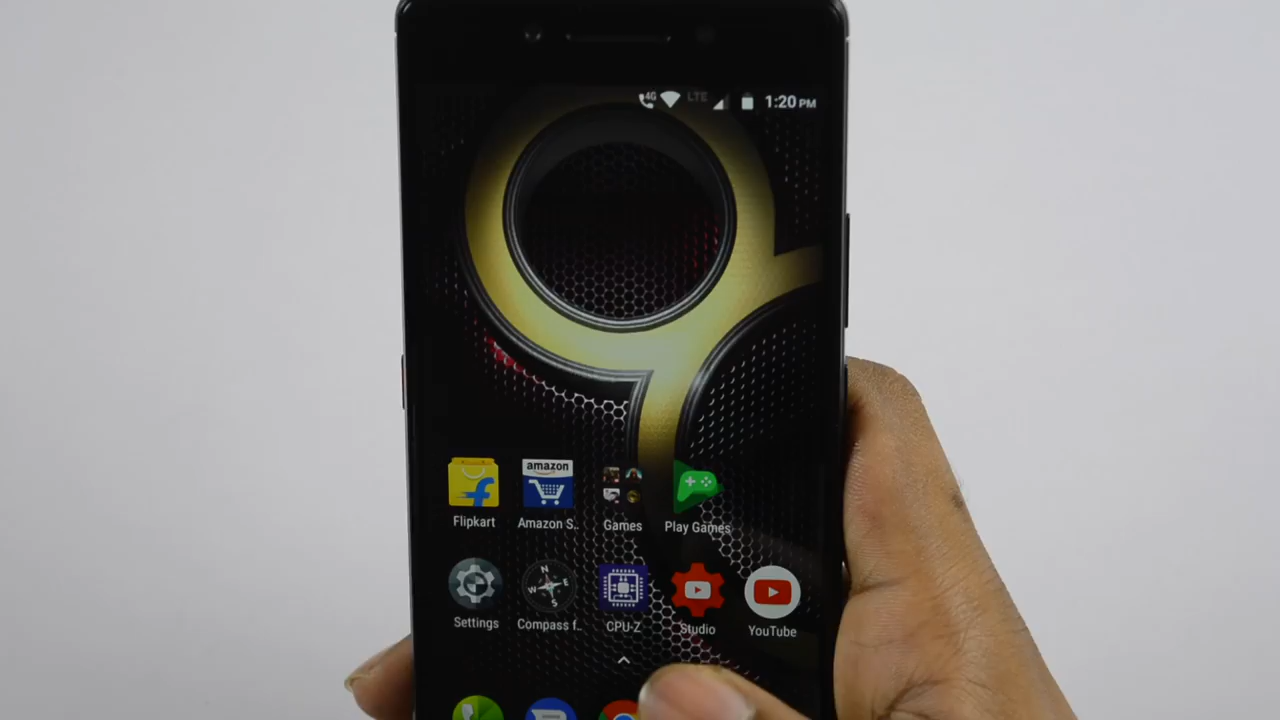 4G LTE 1:20 PM
amazon
Flipkart Amazon S.. Games Play Games
N
W E
S
Settings Compass f.. CPU-Z Studio YouTube